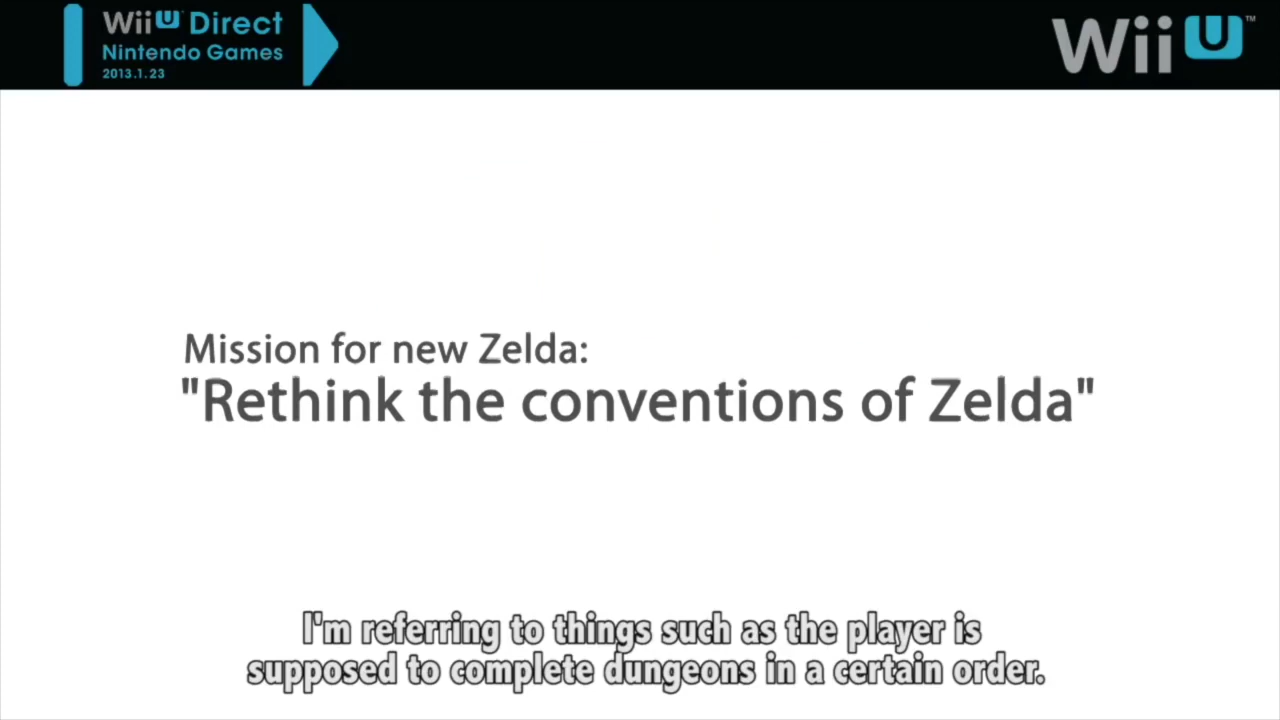 Wii U Direct
Nintendo Games
2013.1.23
Wii U™
Mission for new Zelda:
"Rethink the conventions of Zelda"
I'm referring to things such as the player is
supposed to complete dungeons in a certain order.